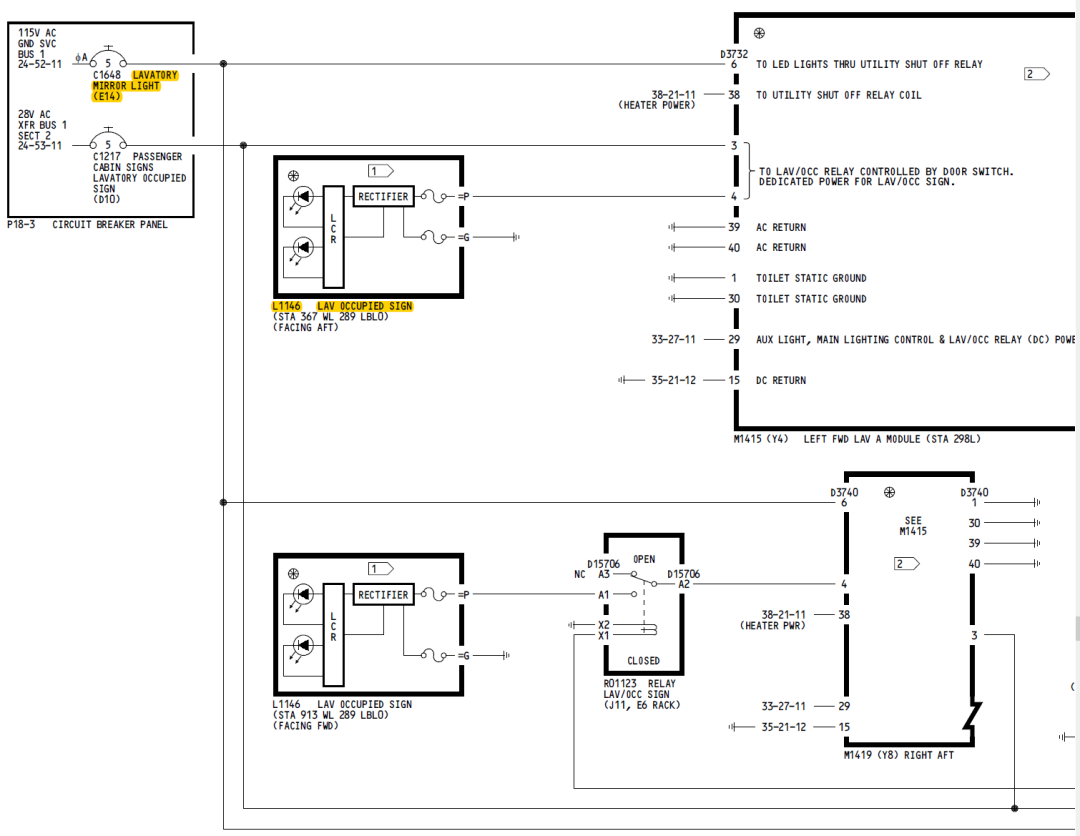 115V AC
GND SVC
BUS 1
24-52-11
ϕA
5
C1648 LAVATORY
MIRROR LIGHT
(E14)
28V AC
XFR BUS 1
SECT 2
24-53-11
5
C1217 PASSENGER
CABIN SIGNS
LAVATORY OCCUPIED
SIGN
(D10)
P18-3 CIRCUIT BREAKER PANEL
1
RECTIFIER
LCR
=P
=G
L1146 LAV OCCUPIED SIGN
(STA 367 WL 289 LBL0)
(FACING AFT)
D3732
6 TO LED LIGHTS THRU UTILITY SHUT OFF RELAY
2
38-21-11
(HEATER POWER)
38 TO UTILITY SHUT OFF RELAY COIL
3
TO LAV/OCC RELAY CONTROLLED BY DOOR SWITCH.
DEDICATED POWER FOR LAV/OCC SIGN.
4
39 AC RETURN
40 AC RETURN
1 TOILET STATIC GROUND
30 TOILET STATIC GROUND
33-27-11 29 AUX LIGHT, MAIN LIGHTING CONTROL & LAV/OCC RELAY (DC) POWE
35-21-12 15 DC RETURN
M1415 (Y4) LEFT FWD LAV A MODULE (STA 298L)
1
RECTIFIER
LCR
=P
=G
L1146 LAV OCCUPIED SIGN
(STA 913 WL 289 LBL0)
(FACING FWD)
D15706 OPEN
NC A3
D15706
A2
A1
X2
X1
CLOSED
R01123 RELAY
LAV/OCC SIGN
(J11, E6 RACK)
D3740
6
D3740
1
SEE
M1415
30
39
2
40
4
38-21-11 38
(HEATER PWR)
3
33-27-11 29
35-21-12 15
M1419 (Y8) RIGHT AFT
(